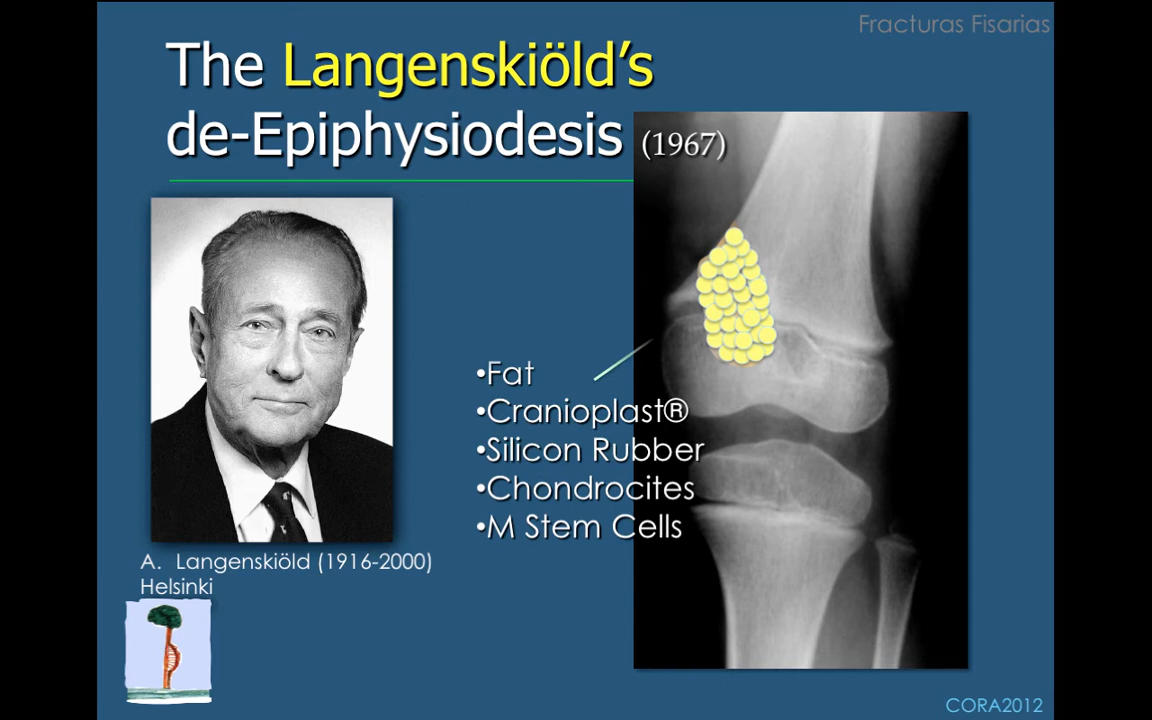 Fracturas Fisarias
The Langenskiöld’s
de-Epiphysiodesis (1967)
•Fat
•Cranioplast®
•Silicon Rubber
•Chondrocites
•M Stem Cells
A. Langenskiöld (1916-2000)
Helsinki
CORA2012